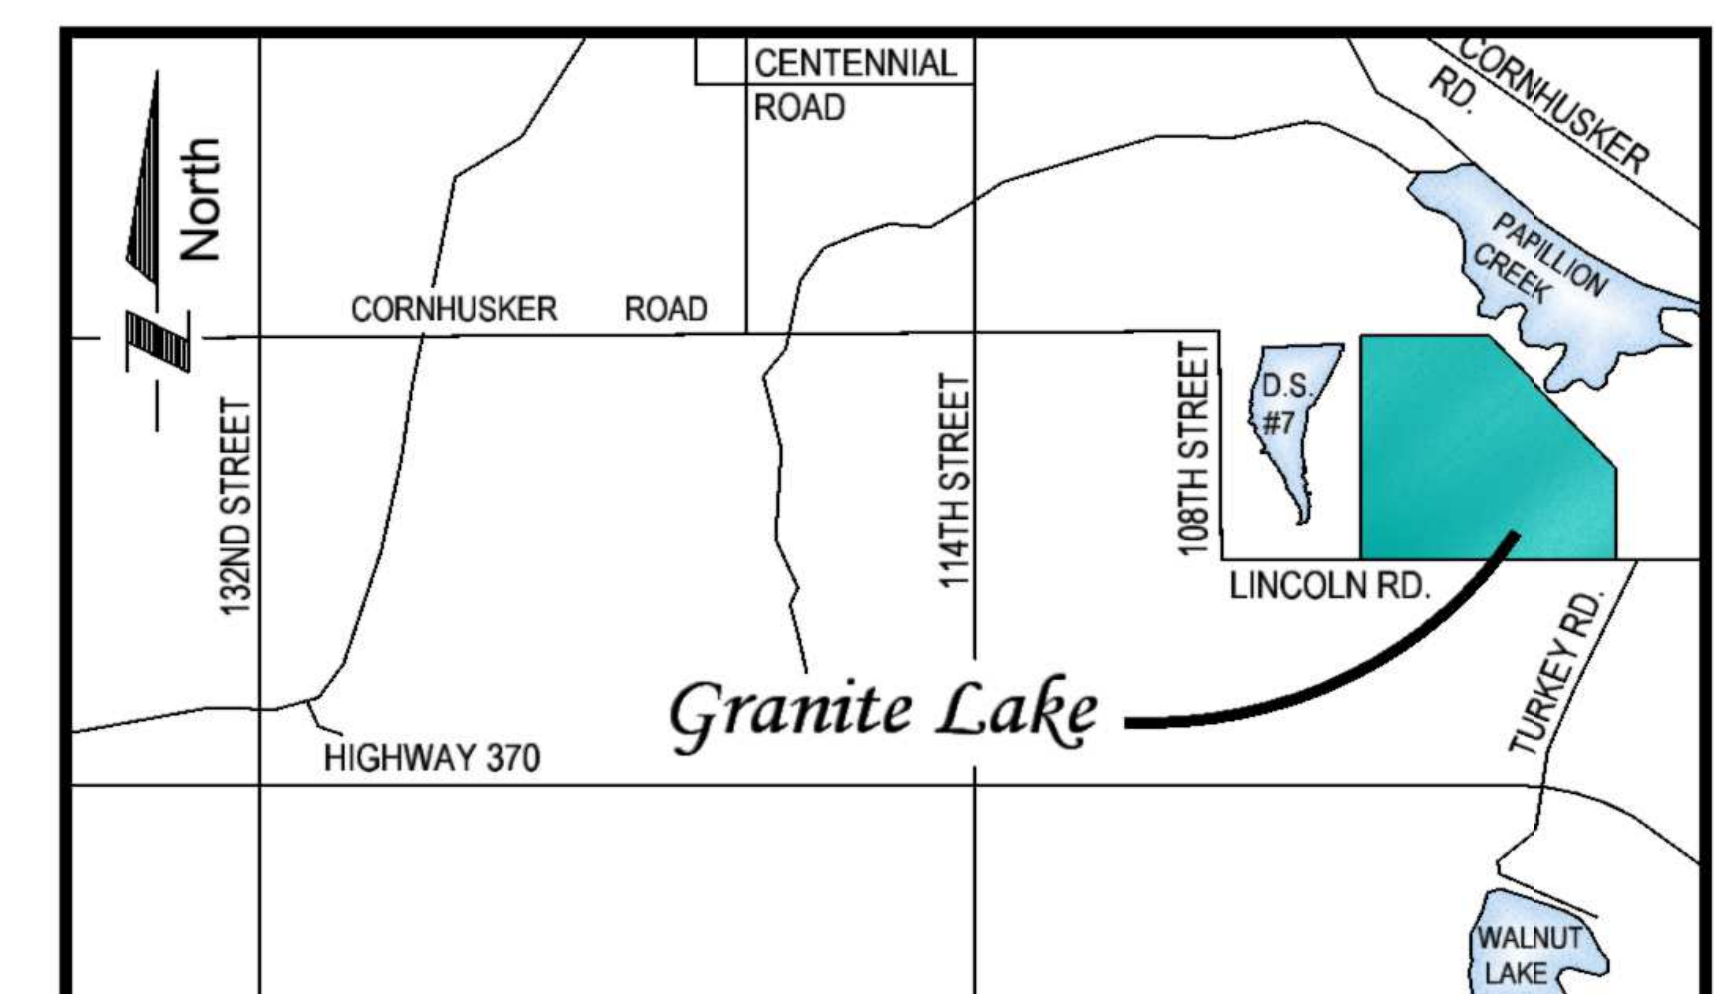 CENTENNIAL
ROAD
CORNHUSKER
RD.
North
PAPILLION
CREEK
CORNHUSKER ROAD
132ND STREET
114TH STREET
108TH STREET
D.S.
#7
LINCOLN RD.
TURKEY RD.
Granite Lake
HIGHWAY 370
WALNUT
LAKE